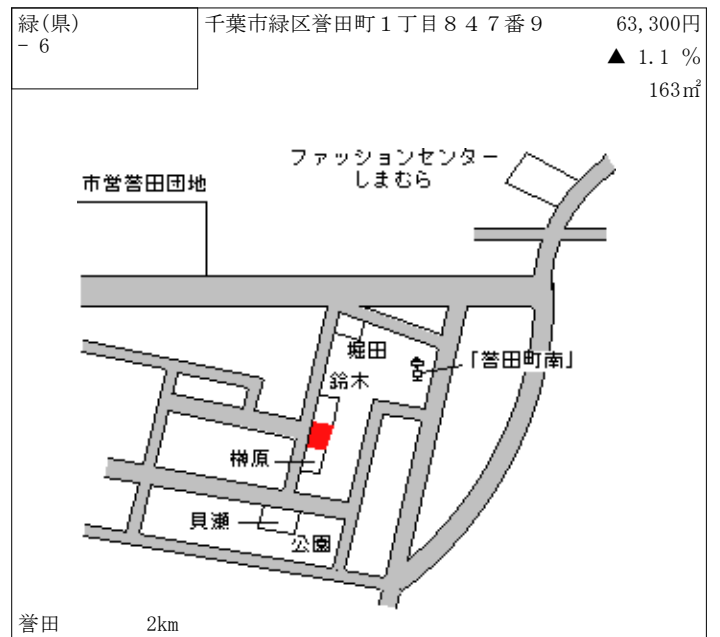 緑(県)
- 6
千葉市緑区誉田町１丁目８４７番９
63,300円
▲ 1.1 %
163㎡
ファッションセンター
しまむら
市営誉田団地
堀田
「誉田町南」
鈴木
榊原
貝瀬
公園
誉田 2km